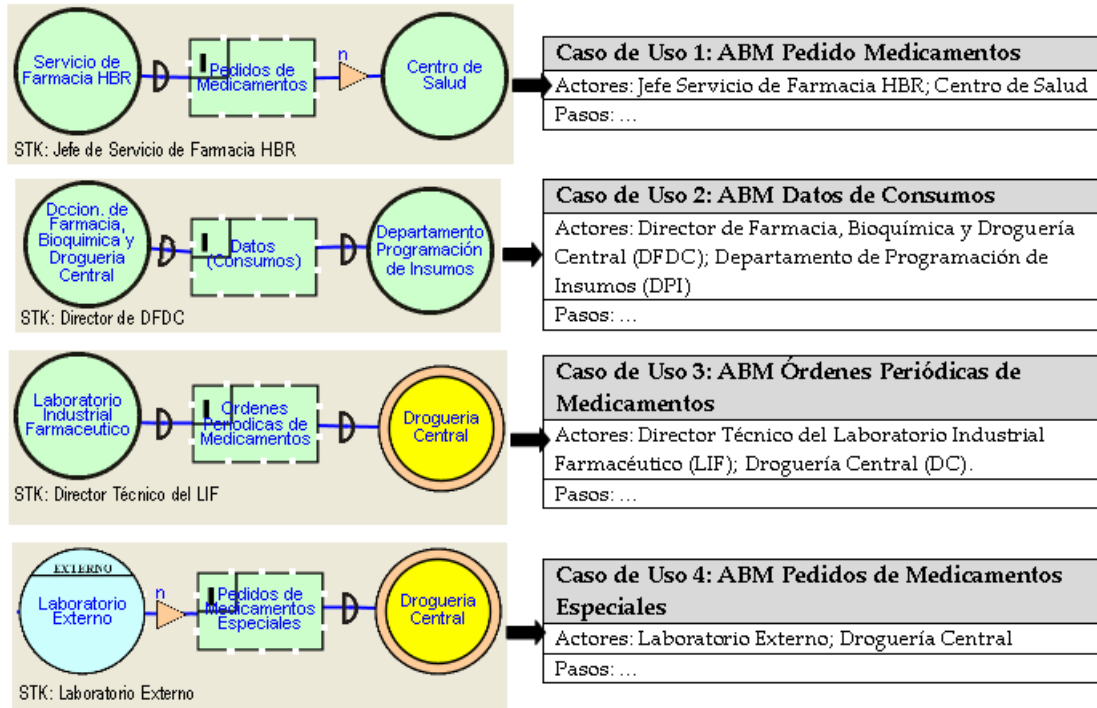 Servicio de
Farmacia HBR
I
Pedidos de
Medicamentos
n
Centro de
Salud
STK: Jefe de Servicio de Farmacia HBR
Caso de Uso 1: ABM Pedido Medicamentos
Actores: Jefe Servicio de Farmacia HBR; Centro de Salud
Pasos: ...
Dccion. de
Farmacia,
Bioquimica y
Drogueria
Central
I
Datos
(Consumos)
Departamento
Programación
de Insumos
STK: Director de DFDC
Caso de Uso 2: ABM Datos de Consumos
Actores: Director de Farmacia, Bioquímica y Droguería
Central (DFDC); Departamento de Programación de
Insumos (DPI)
Pasos: ...
Laboratorio
Industrial
Farmaceutico
I
Ordenes
Periodicas de
Medicamentos
Drogueria
Central
STK: Director Técnico del LIF
Caso de Uso 3: ABM Órdenes Periódicas de
Medicamentos
Actores: Director Técnico del Laboratorio Industrial
Farmacéutico (LIF); Droguería Central (DC).
Pasos: ...
EXTERNO
Laboratorio
Externo
n
I
Pedidos de
Medicamentos
Especiales
Drogueria
Central
STK: Laboratorio Externo
Caso de Uso 4: ABM Pedidos de Medicamentos
Especiales
Actores: Laboratorio Externo; Droguería Central
Pasos: ...